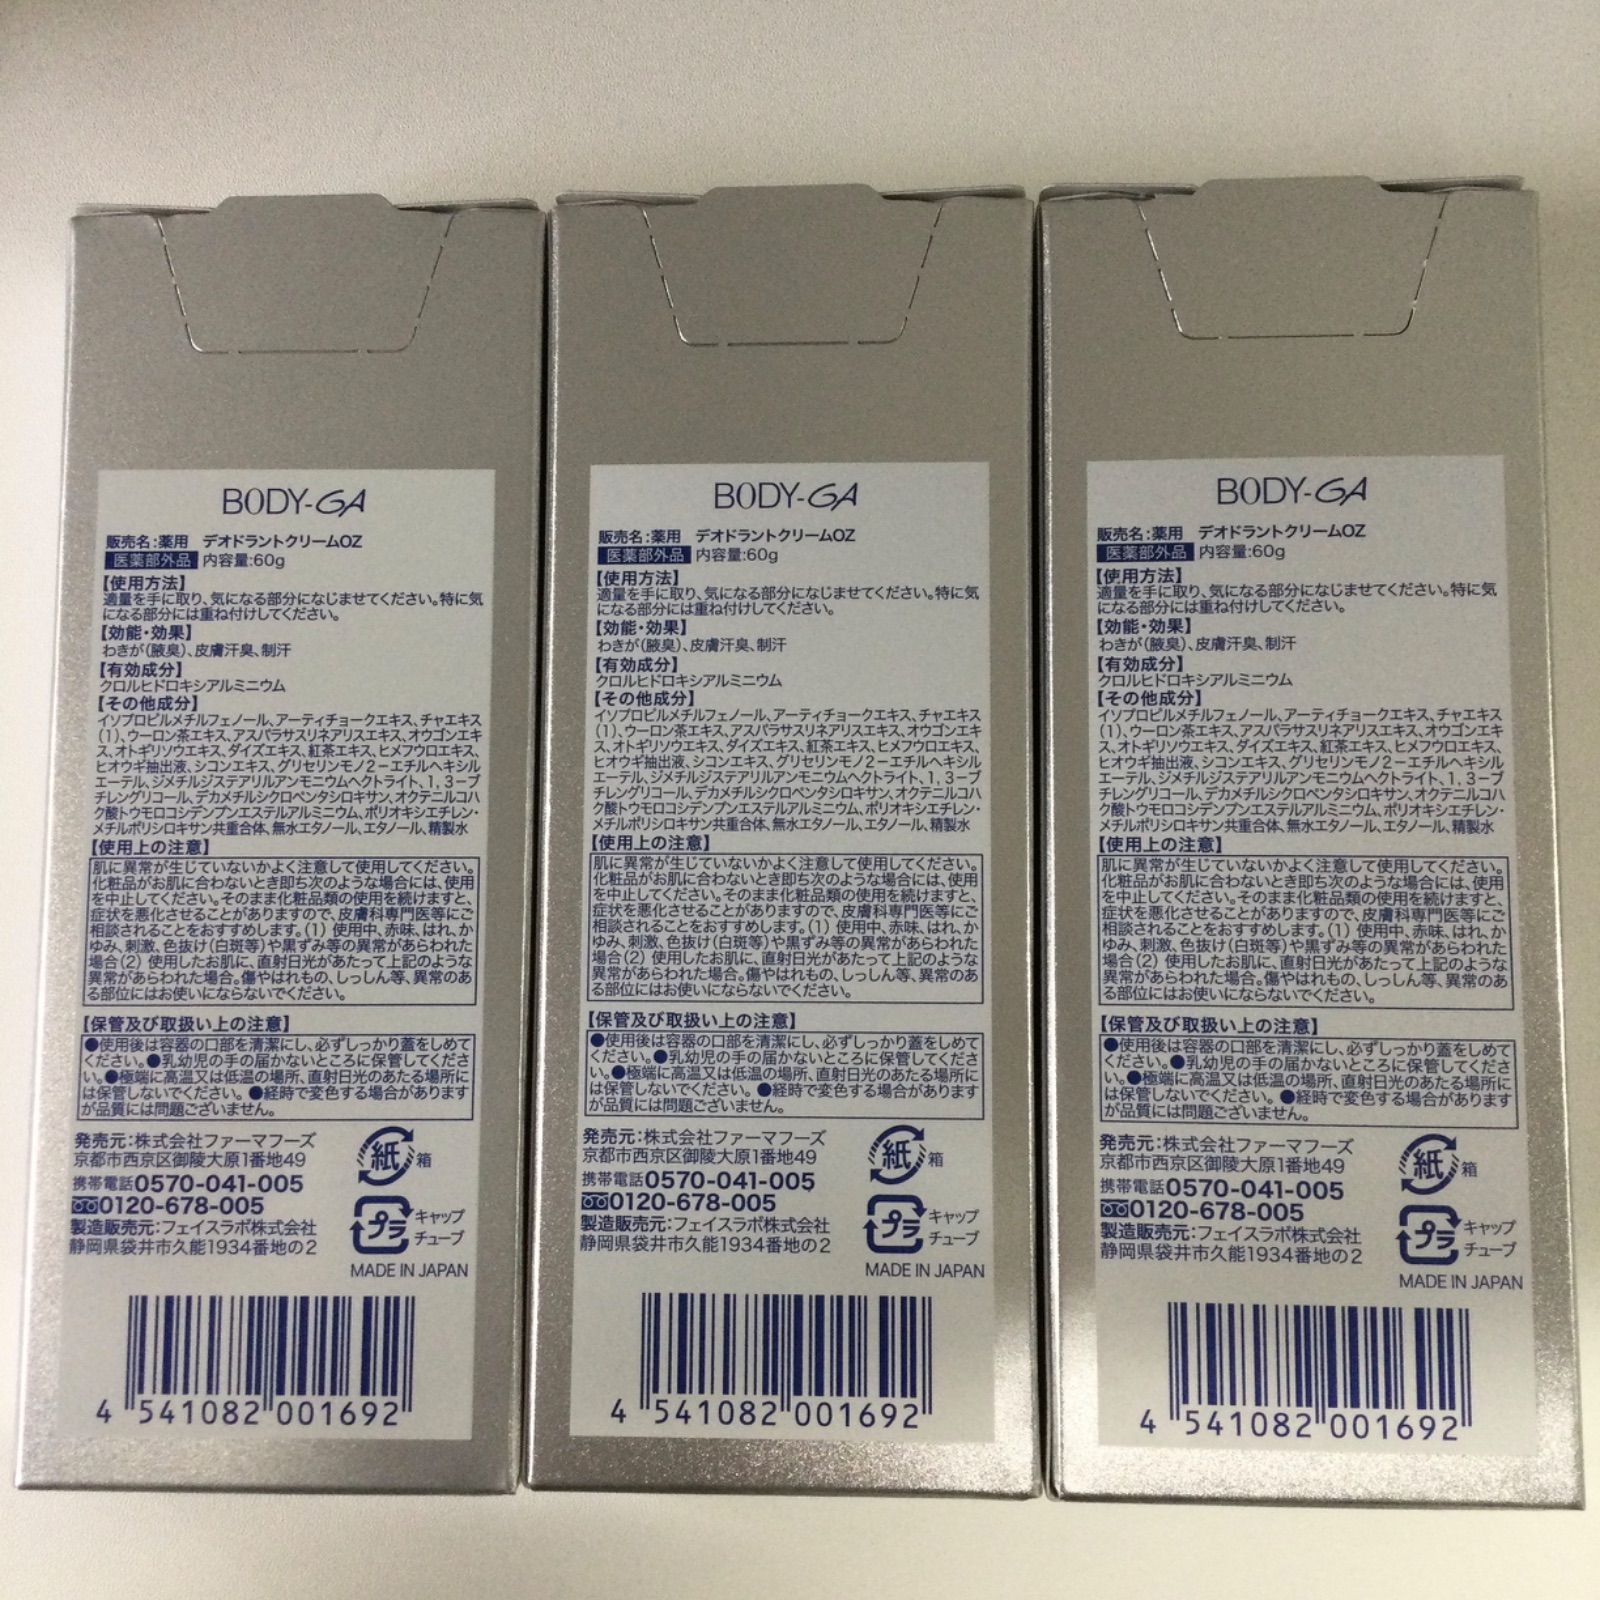 BODY-GA
販売名:薬用 デオドラントクリームOZ
医薬部外品 内容量:60g
【使用方法】
適量を手に取り、気になる部分になじませてください。特に気
になる部分には重ね付けしてください。
【効能・効果】
わきが(腋臭)、皮膚汗臭、制汗
【有効成分】
クロルヒドロキシアルミニウム
【その他成分】
イソプロピルメチルフェノール、アーティチョークエキス、チャエキス
(1)、ウーロン茶エキス、アスパラサスリネアリスエキス、オウゴンエキ
ス、オトギリソウエキス、ダイズエキス、紅茶エキス、ヒメフウロエキス、
ヒオウギ抽出液、シコンエキス、グリセリンモノ2-エチルヘキシル
エーテル、ジメチルジステアリルアンモニウムヘクトライト、1,3-ブ
チレングリコール、デカメチルシクロペンタシロキサン、オクテニルコハ
ク酸トウモロコシデンプンエステルアルミニウム、ポリオキシエチレン・
メチルポリシロキサン共重合体、無水エタノール、エタノール、精製水
【使用上の注意】
肌に異常が生じていないかよく注意して使用してください。
化粧品がお肌に合わないとき即ち次のような場合には、使用
を中止してください。そのまま化粧品類の使用を続けますと、
症状を悪化させることがありますので、皮膚科専門医等にご
相談されることをおすすめします。(1) 使用中、赤味、はれ、か
ゆみ、刺激、色抜け(白斑等)や黒ずみ等の異常があらわれた
場合(2) 使用したお肌に、直射日光があたって上記のような
異常があらわれた場合。傷やはれもの、しっしん等、異常のあ
る部位にはお使いにならないでください。
【保管及び取扱い上の注意】
●使用後は容器の口部を清潔にし、必ずしっかり蓋をしめて
ください。●乳幼児の手の届かないところに保管してくださ
い。●極端に高温又は低温の場所、直射日光のあたる場所に
は保管しないでください。●経時で変色する場合があります
が品質には問題ございません。
発売元:株式会社ファーマフーズ
京都市西京区御陵大原1番地49
携帯電話0570-041-005
0120-678-005
製造販売元:フェイスラボ株式会社
静岡県袋井市久能1934番地の2
紙 箱
プラ キャップ
チューブ
MADE IN JAPAN
4 541082 001692
BODY-GA
販売名:薬用 デオドラントクリームOZ
医薬部外品 内容量:60g
【使用方法】
適量を手に取り、気になる部分になじませてください。特に気
になる部分には重ね付けしてください。
【効能・効果】
わきが(腋臭)、皮膚汗臭、制汗
【有効成分】
クロルヒドロキシアルミニウム
【その他成分】
イソプロピルメチルフェノール、アーティチョークエキス、チャエキス
(1)、ウーロン茶エキス、アスパラサスリネアリスエキス、オウゴンエキ
ス、オトギリソウエキス、ダイズエキス、紅茶エキス、ヒメフウロエキス、
ヒオウギ抽出液、シコンエキス、グリセリンモノ2-エチルヘキシル
エーテル、ジメチルジステアリルアンモニウムヘクトライト、1,3-ブ
チレングリコール、デカメチルシクロペンタシロキサン、オクテニルコハ
ク酸トウモロコシデンプンエステルアルミニウム、ポリオキシエチレン・
メチルポリシロキサン共重合体、無水エタノール、エタノール、精製水
【使用上の注意】
肌に異常が生じていないかよく注意して使用してください。
化粧品がお肌に合わないとき即ち次のような場合には、使用
を中止してください。そのまま化粧品類の使用を続けますと、
症状を悪化させることがありますので、皮膚科専門医等にご
相談されることをおすすめします。(1) 使用中、赤味、はれ、か
ゆみ、刺激、色抜け(白斑等)や黒ずみ等の異常があらわれた
場合(2) 使用したお肌に、直射日光があたって上記のような
異常があらわれた場合。傷やはれもの、しっしん等、異常のあ
る部位にはお使いにならないでください。
【保管及び取扱い上の注意】
●使用後は容器の口部を清潔にし、必ずしっかり蓋をしめて
ください。●乳幼児の手の届かないところに保管してくださ
い。●極端に高温又は低温の場所、直射日光のあたる場所に
は保管しないでください。●経時で変色する場合があります
が品質には問題ございません。
発売元:株式会社ファーマフーズ
京都市西京区御陵大原1番地49
携帯電話0570-041-005
0120-678-005
製造販売元:フェイスラボ株式会社
静岡県袋井市久能1934番地の2
紙 箱
プラ キャップ
チューブ
MADE IN JAPAN
4 541082 001692
BODY-GA
販売名:薬用 デオドラントクリームOZ
医薬部外品 内容量:60g
【使用方法】
適量を手に取り、気になる部分になじませてください。特に気
になる部分には重ね付けしてください。
【効能・効果】
わきが(腋臭)、皮膚汗臭、制汗
【有効成分】
クロルヒドロキシアルミニウム
【その他成分】
イソプロピルメチルフェノール、アーティチョークエキス、チャエキス
(1)、ウーロン茶エキス、アスパラサスリネアリスエキス、オウゴンエキ
ス、オトギリソウエキス、ダイズエキス、紅茶エキス、ヒメフウロエキス、
ヒオウギ抽出液、シコンエキス、グリセリンモノ2-エチルヘキシル
エーテル、ジメチルジステアリルアンモニウムヘクトライト、1,3-ブ
チレングリコール、デカメチルシクロペンタシロキサン、オクテニルコハ
ク酸トウモロコシデンプンエステルアルミニウム、ポリオキシエチレン・
メチルポリシロキサン共重合体、無水エタノール、エタノール、精製水
【使用上の注意】
肌に異常が生じていないかよく注意して使用してください。
化粧品がお肌に合わないとき即ち次のような場合には、使用
を中止してください。そのまま化粧品類の使用を続けますと、
症状を悪化させることがありますので、皮膚科専門医等にご
相談されることをおすすめします。(1) 使用中、赤味、はれ、か
ゆみ、刺激、色抜け(白斑等)や黒ずみ等の異常があらわれた
場合(2) 使用したお肌に、直射日光があたって上記のような
異常があらわれた場合。傷やはれもの、しっしん等、異常のあ
る部位にはお使いにならないでください。
【保管及び取扱い上の注意】
●使用後は容器の口部を清潔にし、必ずしっかり蓋をしめて
ください。●乳幼児の手の届かないところに保管してくださ
い。●極端に高温又は低温の場所、直射日光のあたる場所に
は保管しないでください。●経時で変色する場合があります
が品質には問題ございません。
発売元:株式会社ファーマフーズ
京都市西京区御陵大原1番地49
携帯電話0570-041-005
0120-678-005
製造販売元:フェイスラボ株式会社
静岡県袋井市久能1934番地の2
紙 箱
プラ キャップ
チューブ
MADE IN JAPAN
4 541082 001692